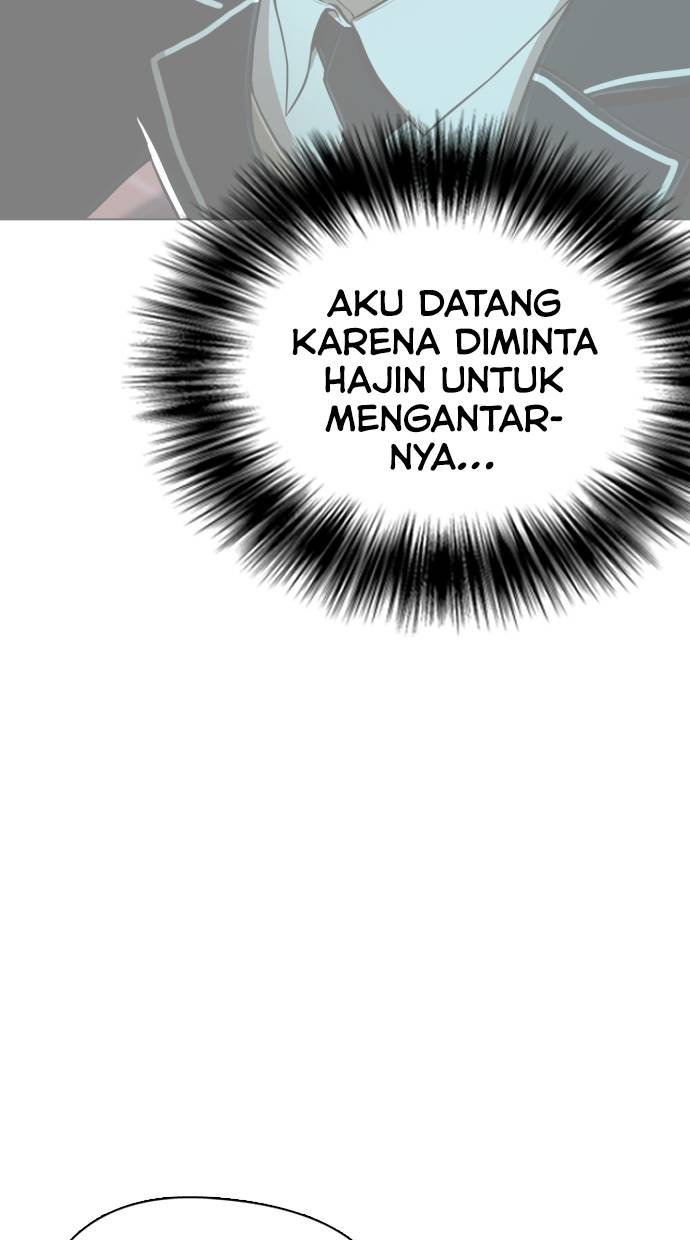 AKU DATANG
KARENA DIMINTA
HAJIN UNTUK
MENGANTAR-
NYA...